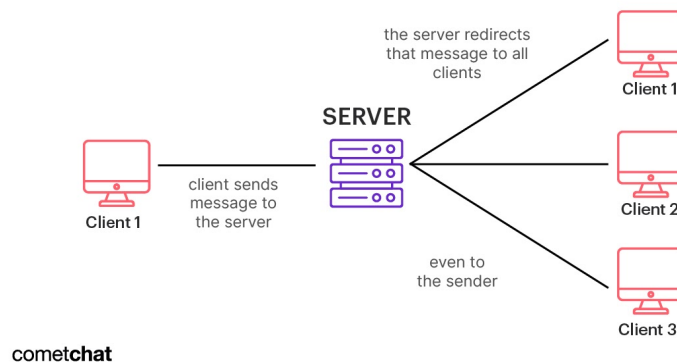 the server redirects
that message to all
clients
Client 1
SERVER
client sends
message to
the server
Client 1
Client 2
even to
the sender
Client 3
cometchat